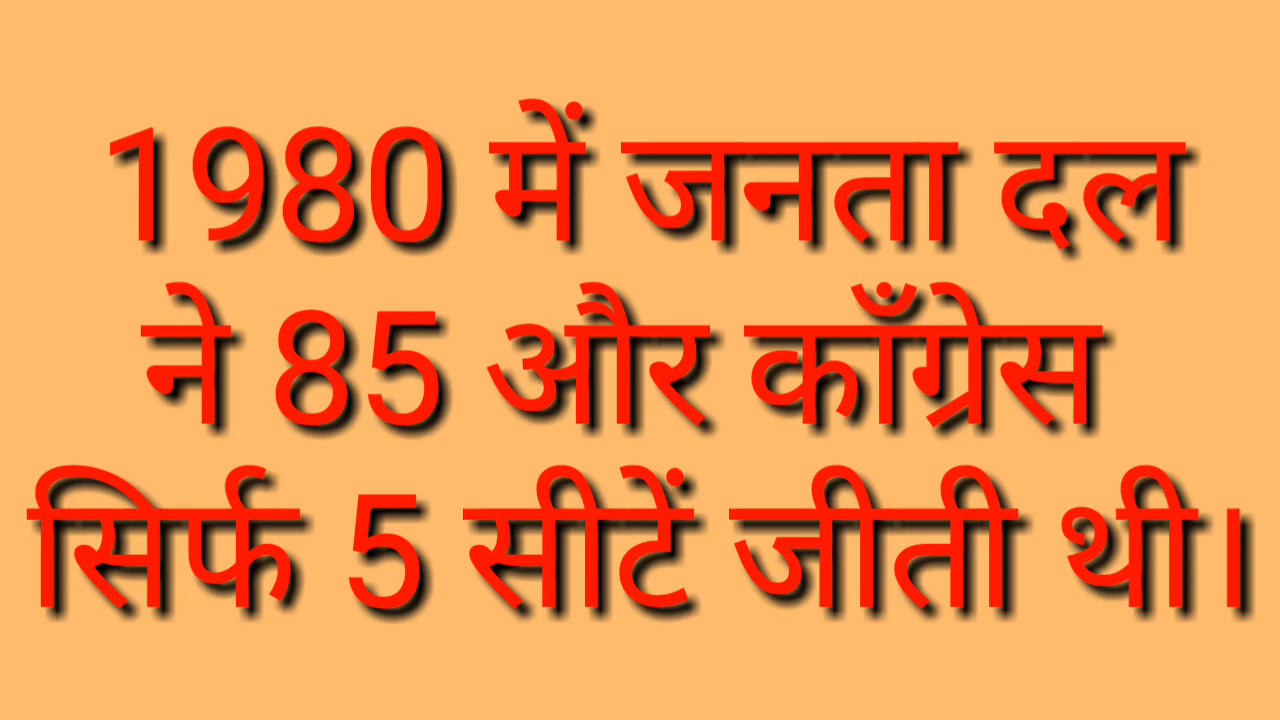 1980 में जनता दल
ने 85 और काँग्रेस
सिर्फ 5 सीटें जीती थी।